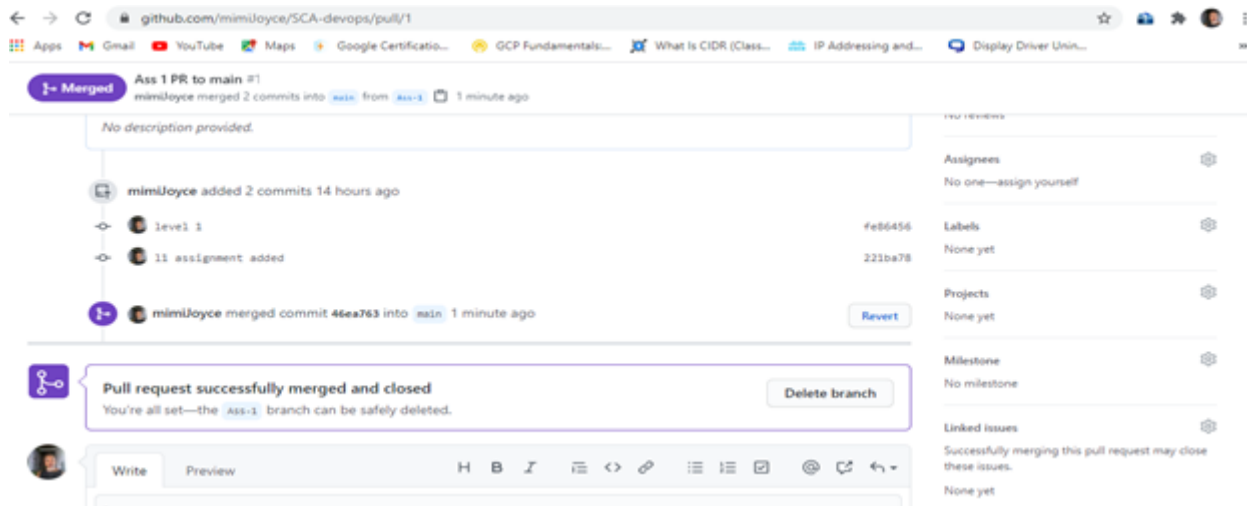 github.com/mimiJoyce/SCA-devops/pull/1
Apps Gmail YouTube Maps Google Certificatio... GCP Fundamentals:... What Is CIDR (Class... IP Addressing and... Display Driver Unin...
Merged
Ass 1 PR to main #1
mimiJoyce merged 2 commits into main from Ass-1 1 minute ago
No description provided.
mimiJoyce added 2 commits 14 hours ago
level 1 fe86456
l1 assignment added 221ba78
mimiJoyce merged commit 46ea763 into main 1 minute ago Revert
Pull request successfully merged and closed
You're all set—the Ass-1 branch can be safely deleted.
Delete branch
Write Preview H B I
No reviews
Assignees
No one—assign yourself
Labels
None yet
Projects
None yet
Milestone
No milestone
Linked issues
Successfully merging this pull request may close
these issues.
None yet